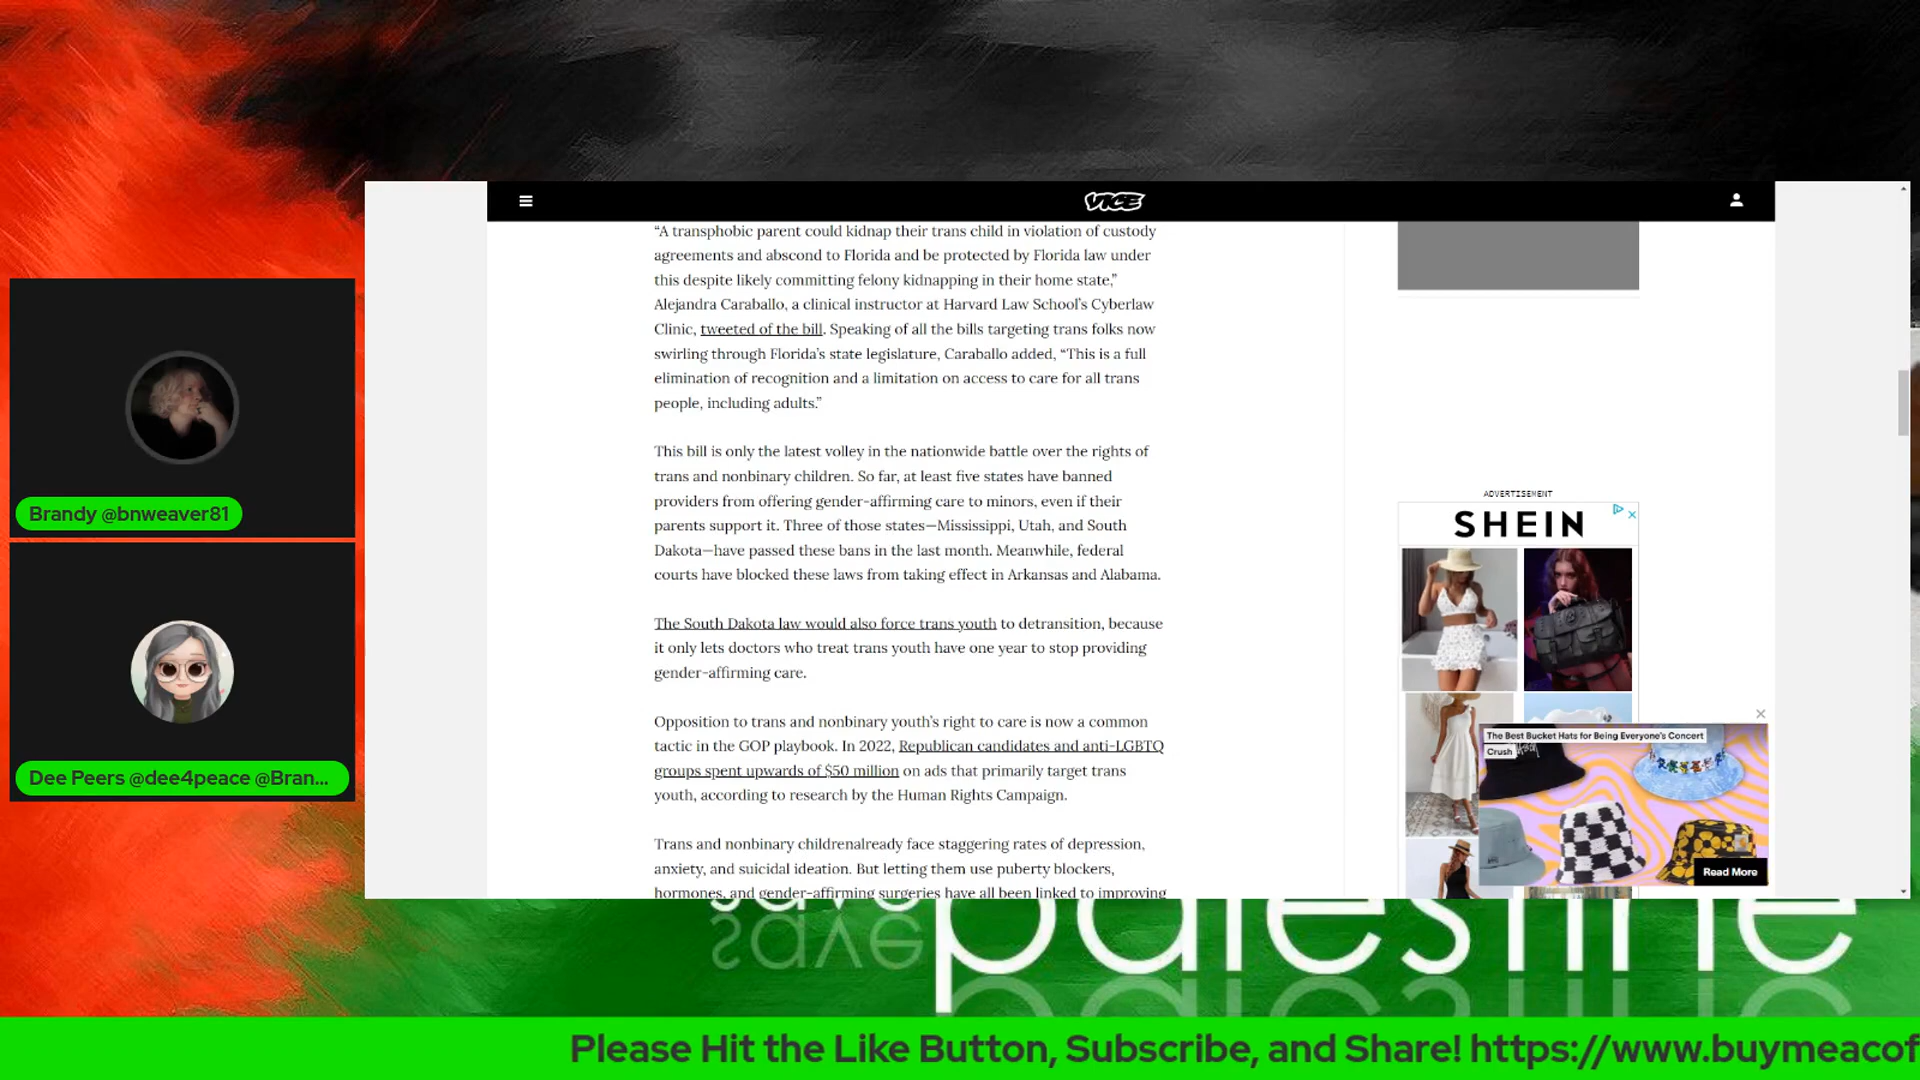 VICE
“A transphobic parent could kidnap their trans child in violation of custody
agreements and abscond to Florida and be protected by Florida law under
this despite likely committing felony kidnapping in their home state,”
Alejandra Caraballo, a clinical instructor at Harvard Law School’s Cyberlaw
Clinic, tweeted of the bill. Speaking of all the bills targeting trans folks now
swirling through Florida’s state legislature, Caraballo added, “This is a full
elimination of recognition and a limitation on access to care for all trans
people, including adults.”
This bill is only the latest volley in the nationwide battle over the rights of
trans and nonbinary children. So far, at least five states have banned
providers from offering gender-affirming care to minors, even if their
parents support it. Three of those states—Mississippi, Utah, and South
Dakota—have passed these bans in the last month. Meanwhile, federal
courts have blocked these laws from taking effect in Arkansas and Alabama.
The South Dakota law would also force trans youth to detransition, because
it only lets doctors who treat trans youth have one year to stop providing
gender-affirming care.
Opposition to trans and nonbinary youth’s right to care is now a common
tactic in the GOP playbook. In 2022, Republican candidates and anti-LGBTQ
groups spent upwards of $50 million on ads that primarily target trans
youth, according to research by the Human Rights Campaign.
Trans and nonbinary childrenalready face staggering rates of depression,
anxiety, and suicidal ideation. But letting them use puberty blockers,
hormones, and gender-affirming surgeries have all been linked to improving
ADVERTISEMENT
SHEIN
The Best Bucket Hats for Being Everyone's Concert
Crush
Read More
Brandy @bnweaver81
Dee Peers @dee4peace @Bran...
save palestine
Please Hit the Like Button, Subscribe, and Share! https://www.buymeacof